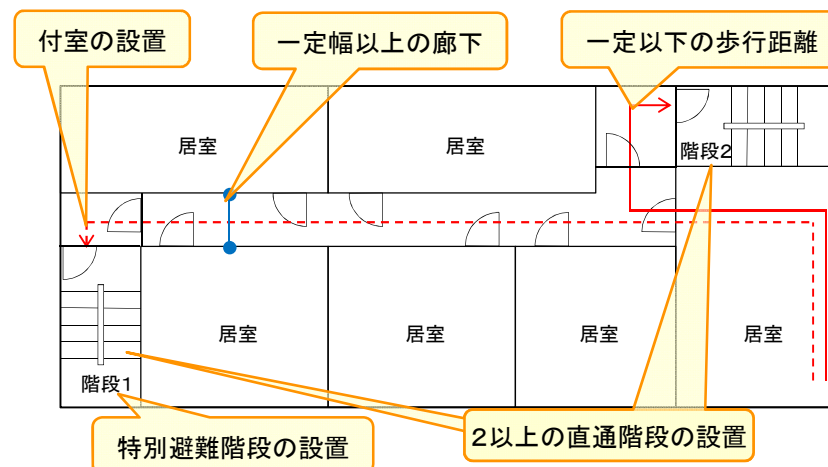 付室の設置
一定幅以上の廊下
一定以下の歩行距離
居室
居室
階段2
居室
居室
居室
居室
階段1
特別避難階段の設置
2以上の直通階段の設置